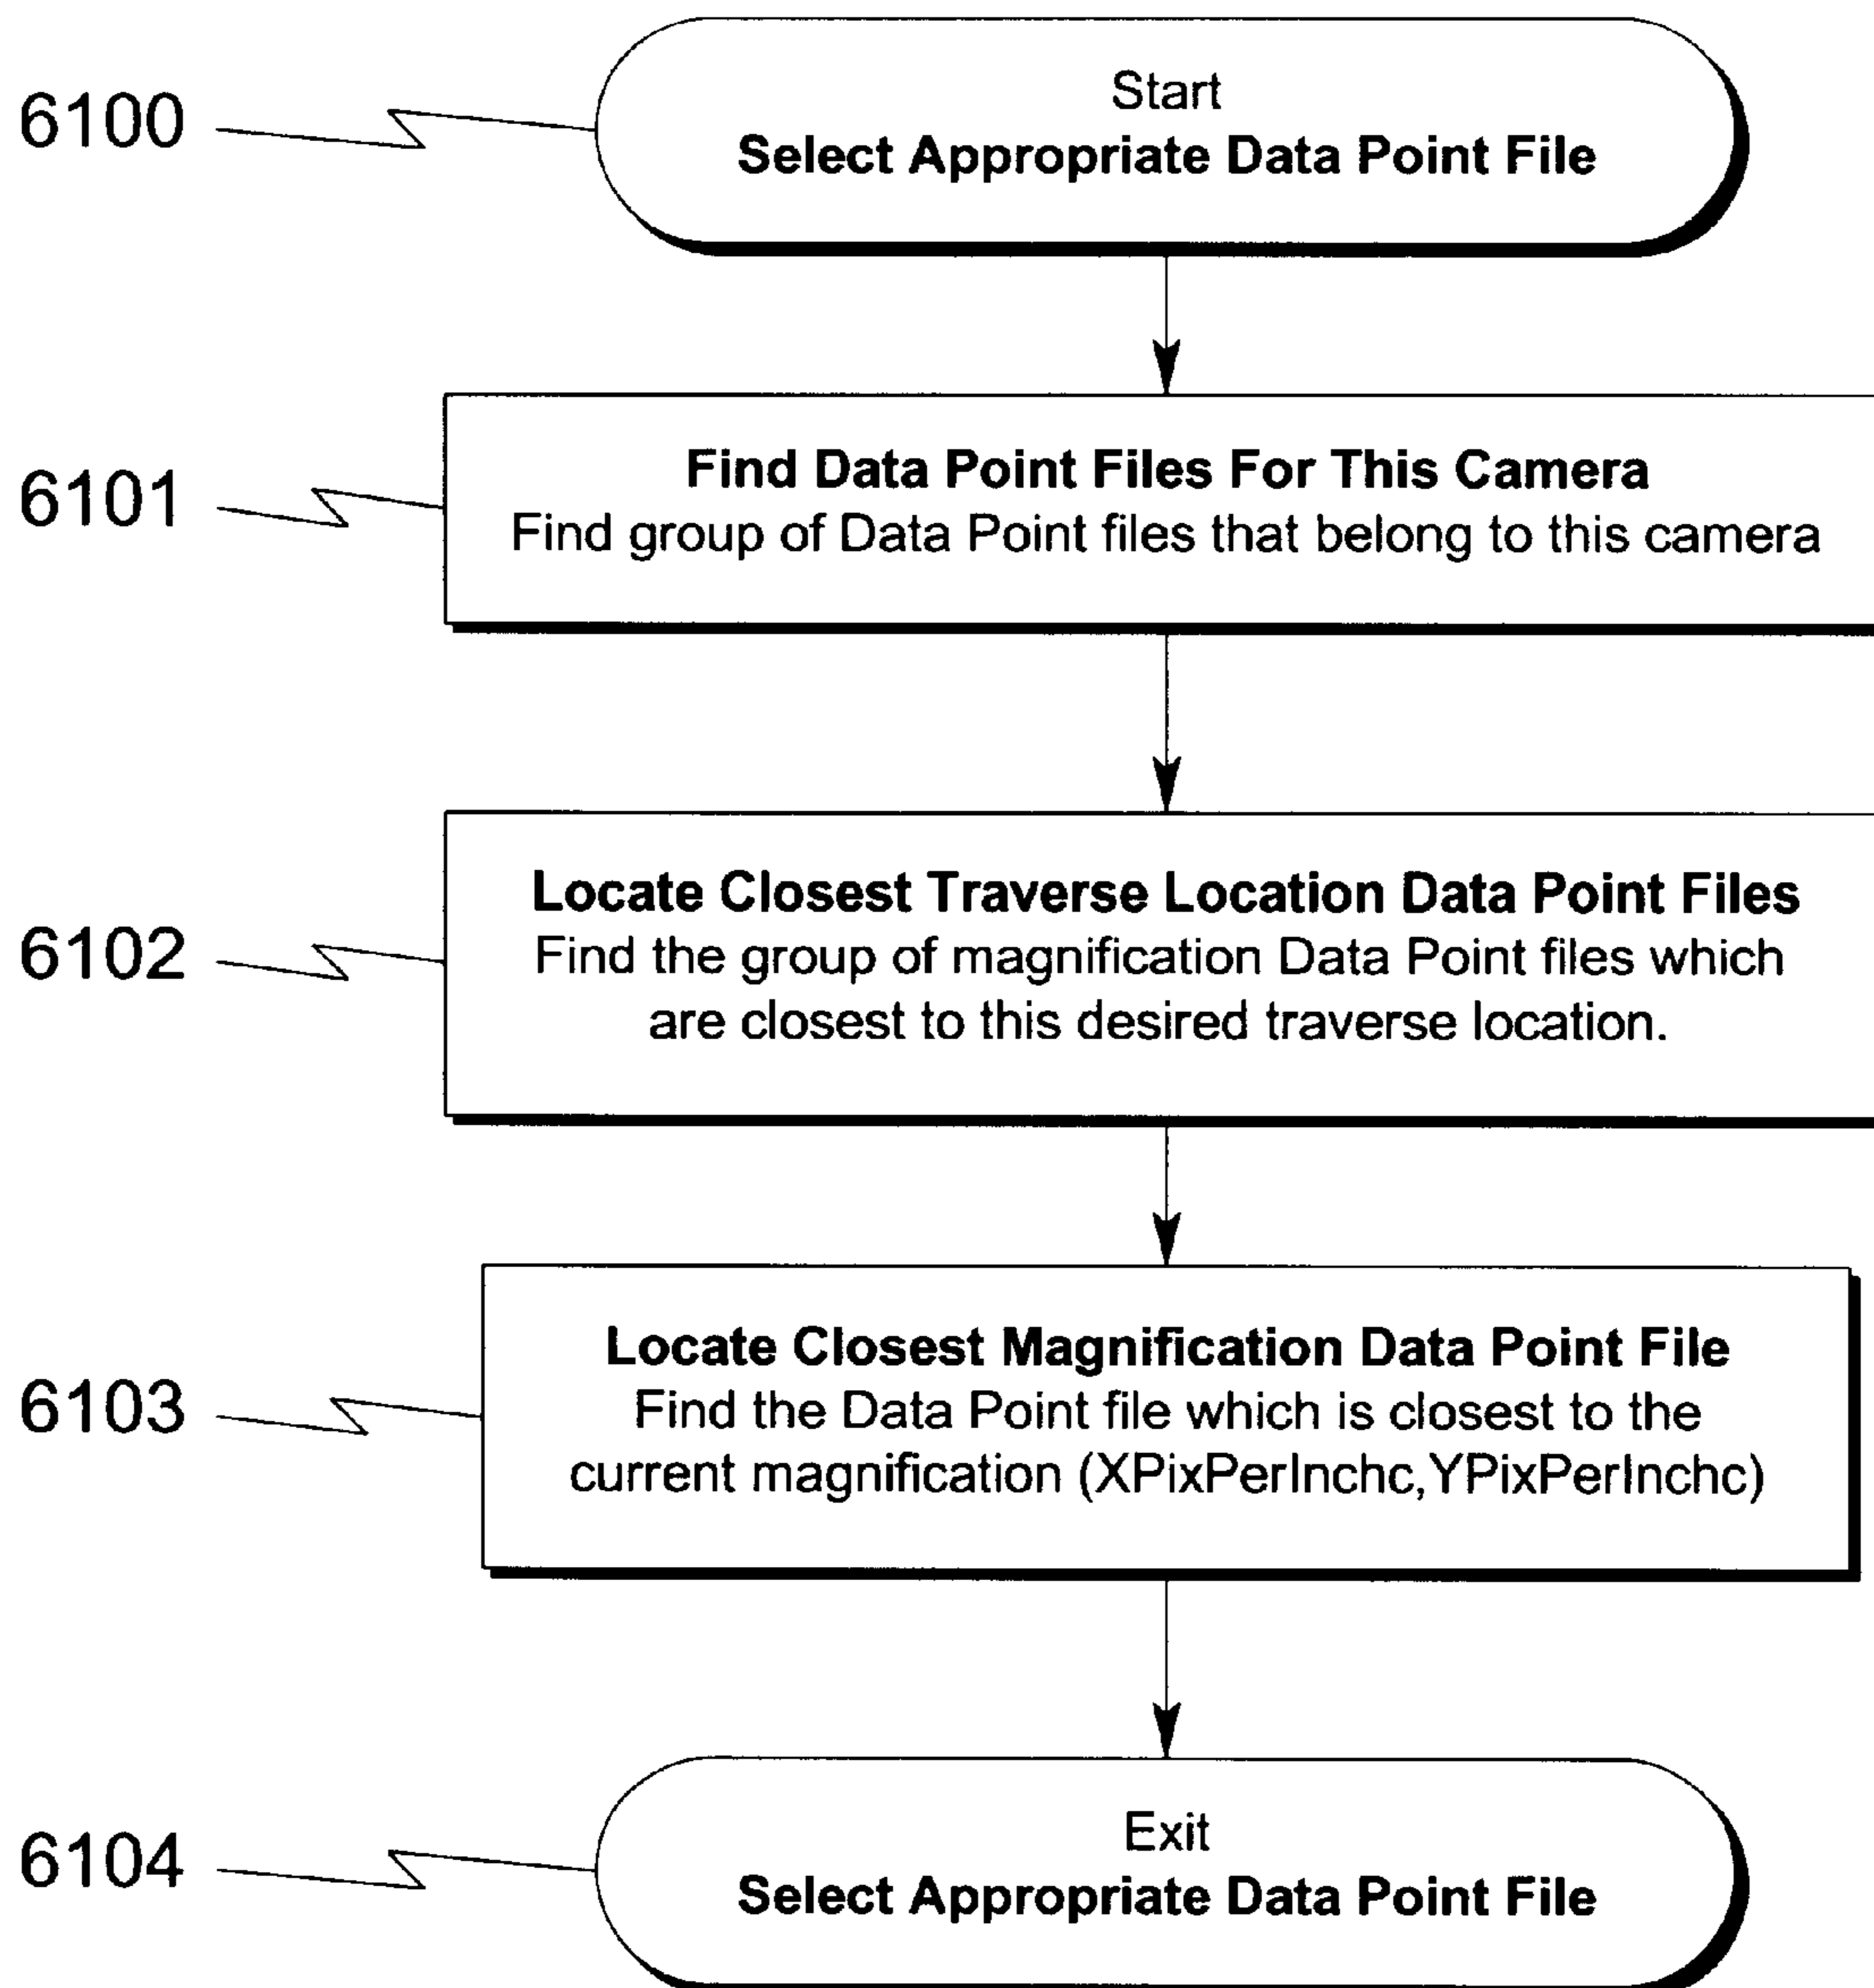 6100
Start
Select Appropriate Data Point File
6101
Find Data Point Files For This Camera
Find group of Data Point files that belong to this camera
6102
Locate Closest Traverse Location Data Point Files
Find the group of magnification Data Point files which
are closest to this desired traverse location.
6103
Locate Closest Magnification Data Point File
Find the Data Point file which is closest to the
current magnification (XPixPerInchc,YPixPerInchc)
6104
Exit
Select Appropriate Data Point File